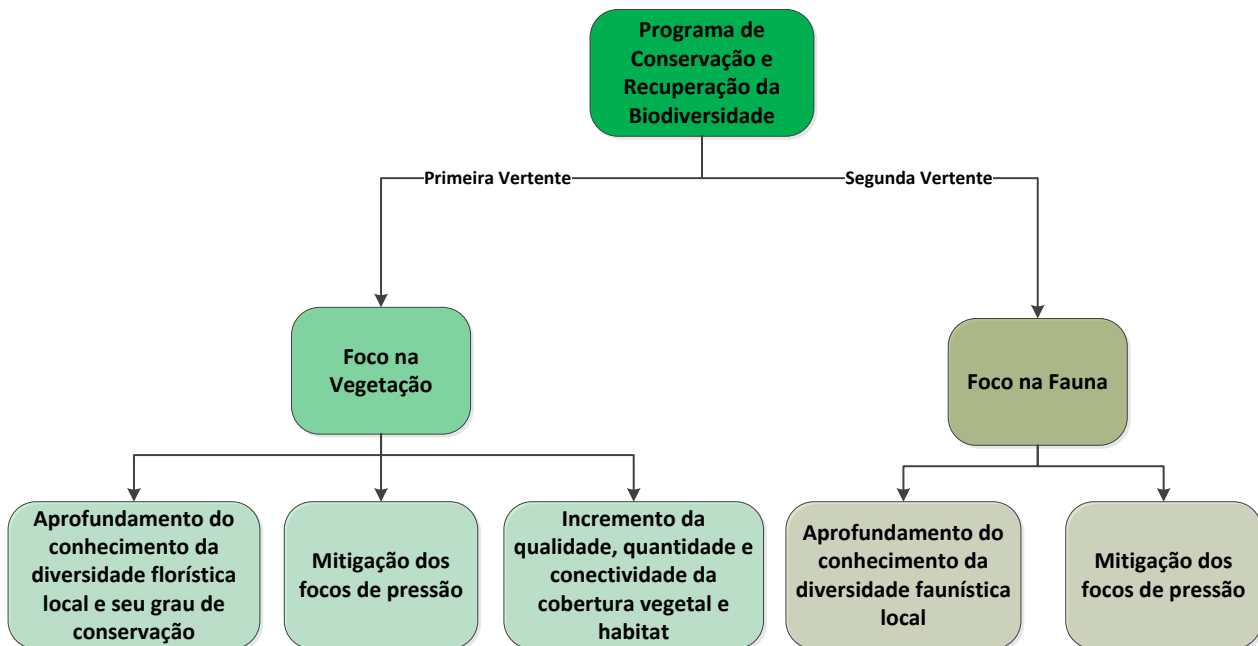 Programa de
Conservação e
Recuperação da
Biodiversidade
Primeira Vertente
Segunda Vertente
Foco na
Vegetação
Foco na Fauna
Aprofundamento do
conhecimento da
diversidade florística
local e seu grau de
conservação
Mitigação dos
focos de pressão
Incremento da
qualidade, quantidade e
conectividade da
cobertura vegetal e
habitat
Aprofundamento do
conhecimento da
diversidade faunística
local
Mitigação dos
focos de pressão